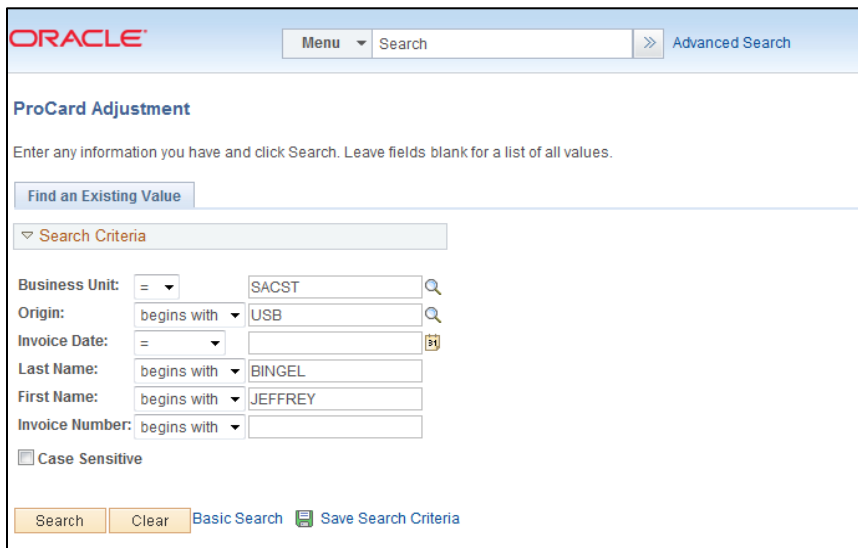 ORACLE
Menu Search Advanced Search
ProCard Adjustment
Enter any information you have and click Search. Leave fields blank for a list of all values.
Find an Existing Value
Search Criteria
Business Unit: = SACST
Origin: begins with USB
Invoice Date: = 31
Last Name: begins with BINGEL
First Name: begins with JEFFREY
Invoice Number: begins with
Case Sensitive
Search Clear Basic Search Save Search Criteria